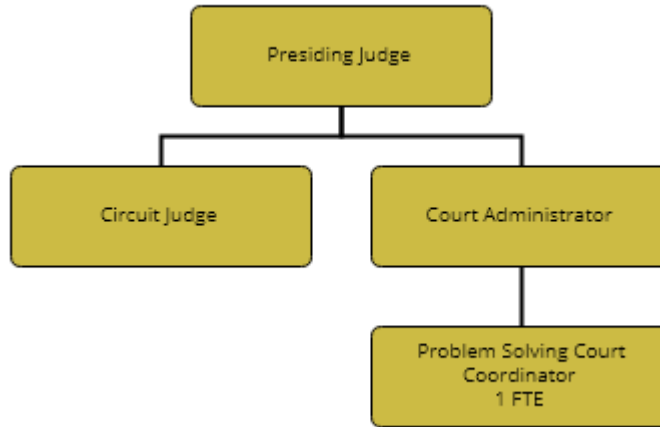 Presiding Judge
Circuit Judge
Court Administrator
Problem Solving Court
Coordinator
1 FTE